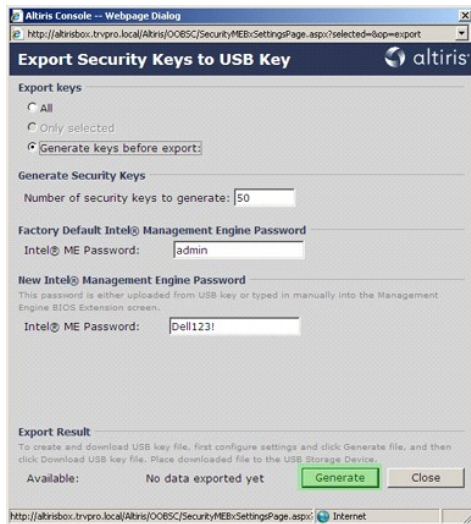 Altiris Console -- Webpage Dialog
http://altirisbox.trvpro.local/Altiris/OOBSC/SecurityMEBxSettingsPage.aspx?selected=&op=export
Export Security Keys to USB Key
altiris
Export keys
All
Only selected
Generate keys before export:
Generate Security Keys
Number of security keys to generate: 50
Factory Default Intel® Management Engine Password
Intel® ME Password: admin
New Intel® Management Engine Password
This password is either uploaded from USB key or typed in manually into the Management
Engine BIOS Extension screen.
Intel® ME Password: Dell123!
Export Result
To create and download USB key file, first configure settings and click Generate file, and then
click Download USB key file. Place downloaded file to the USB Storage Device.
Available: No data exported yet Generate Close
http://altirisbox.trvpro.local/Altiris/OOBSC/SecurityMEBxSettingsPage.aspx? Internet